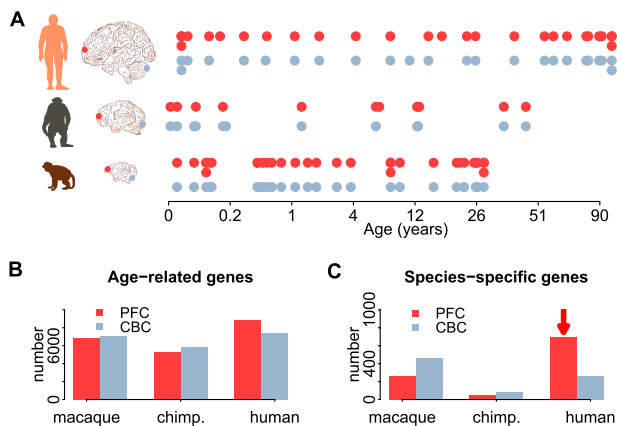 A
0 0.2 1 4 12 26 51 90
Age (years)
B
Age−related genes
PFC
CBC
number
6000
0
macaque chimp. human
C
Species−specific genes
PFC
CBC
number
1000
400
0
macaque chimp. human